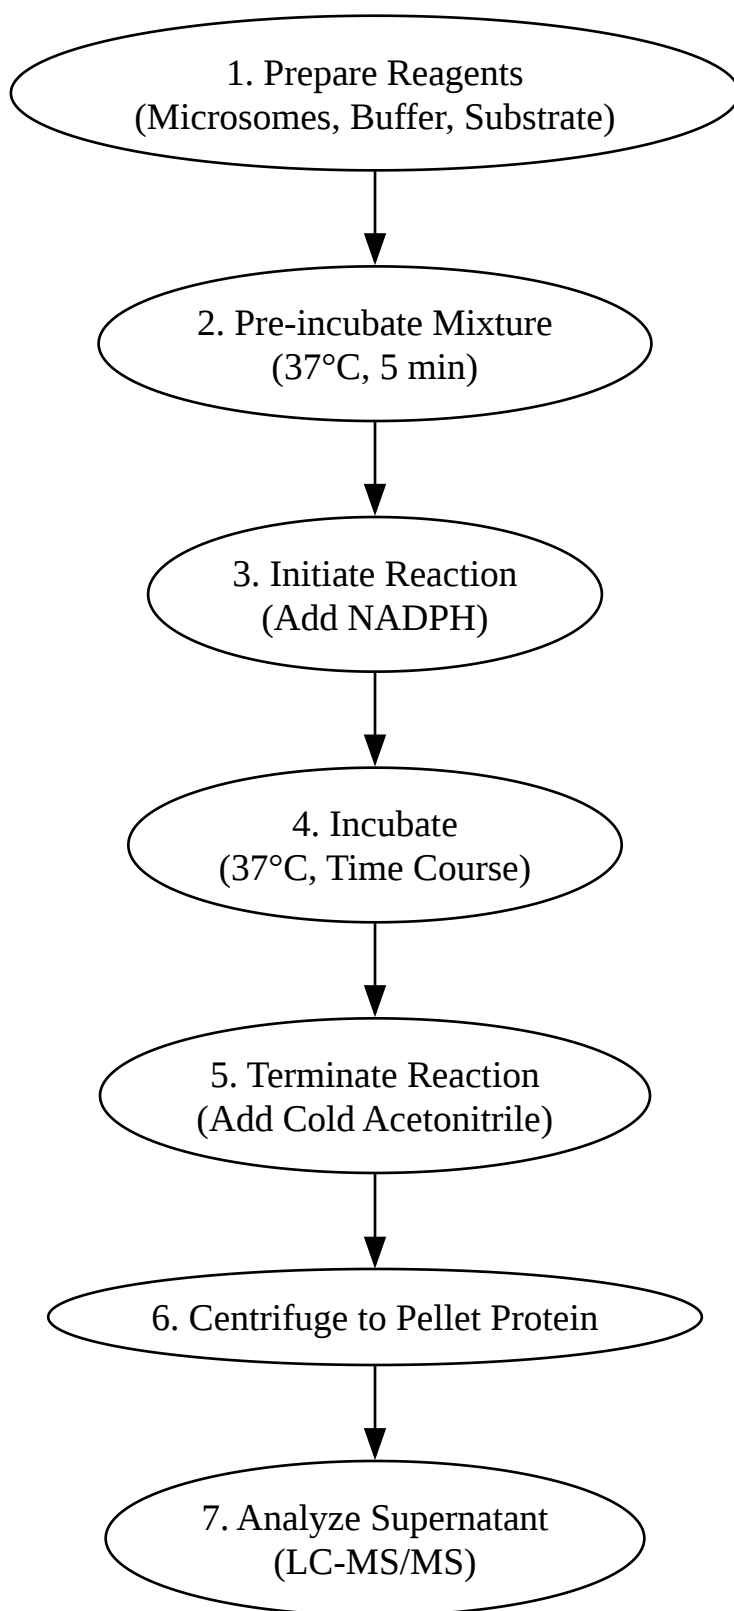 1. Prepare Reagents
(Microsomes, Buffer, Substrate)
2. Pre-incubate Mixture
(37°C, 5 min)
3. Initiate Reaction
(Add NADPH)
4. Incubate
(37°C, Time Course)
5. Terminate Reaction
(Add Cold Acetonitrile)
6. Centrifuge to Pellet Protein
7. Analyze Supernatant
(LC-MS/MS)